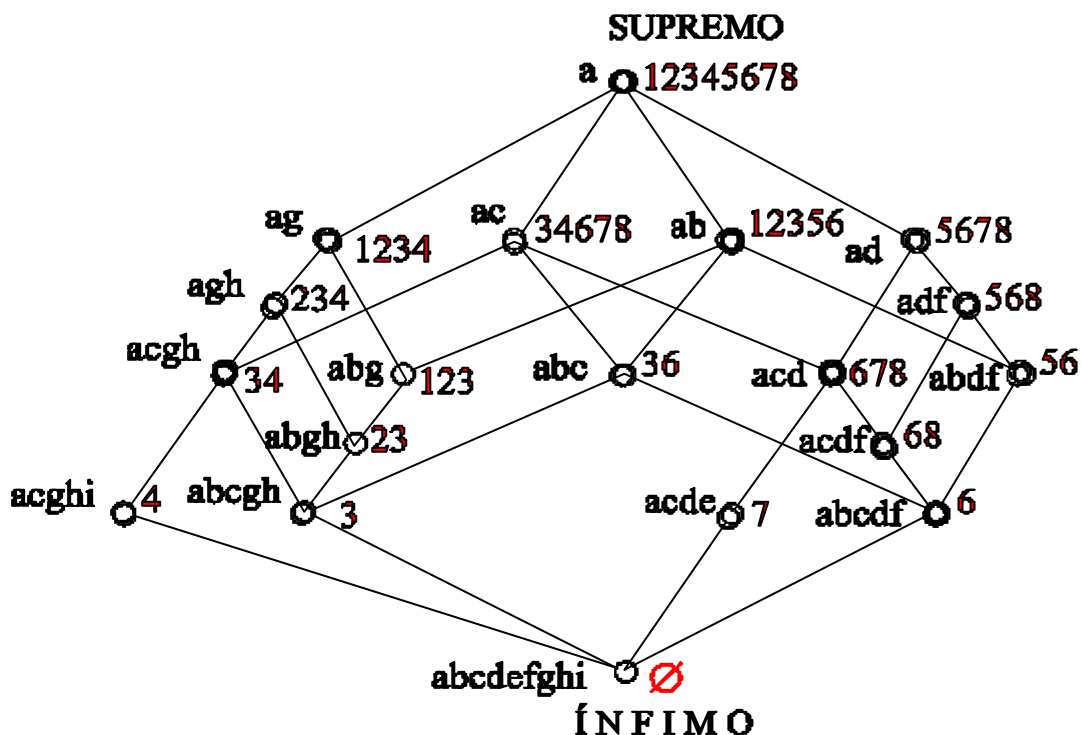 SUPREMO
a 12345678
ag 1234
ac 34678
ab 12356
ad 5678
agh 234
adf 568
acgh 34
abg 123
abc 36
acd 678
abdf 56
abgh 23
acdf 68
acghi 4
abcgh 3
acde 7
abcdf 6
abcdefghi Ø
ÍNFIMO